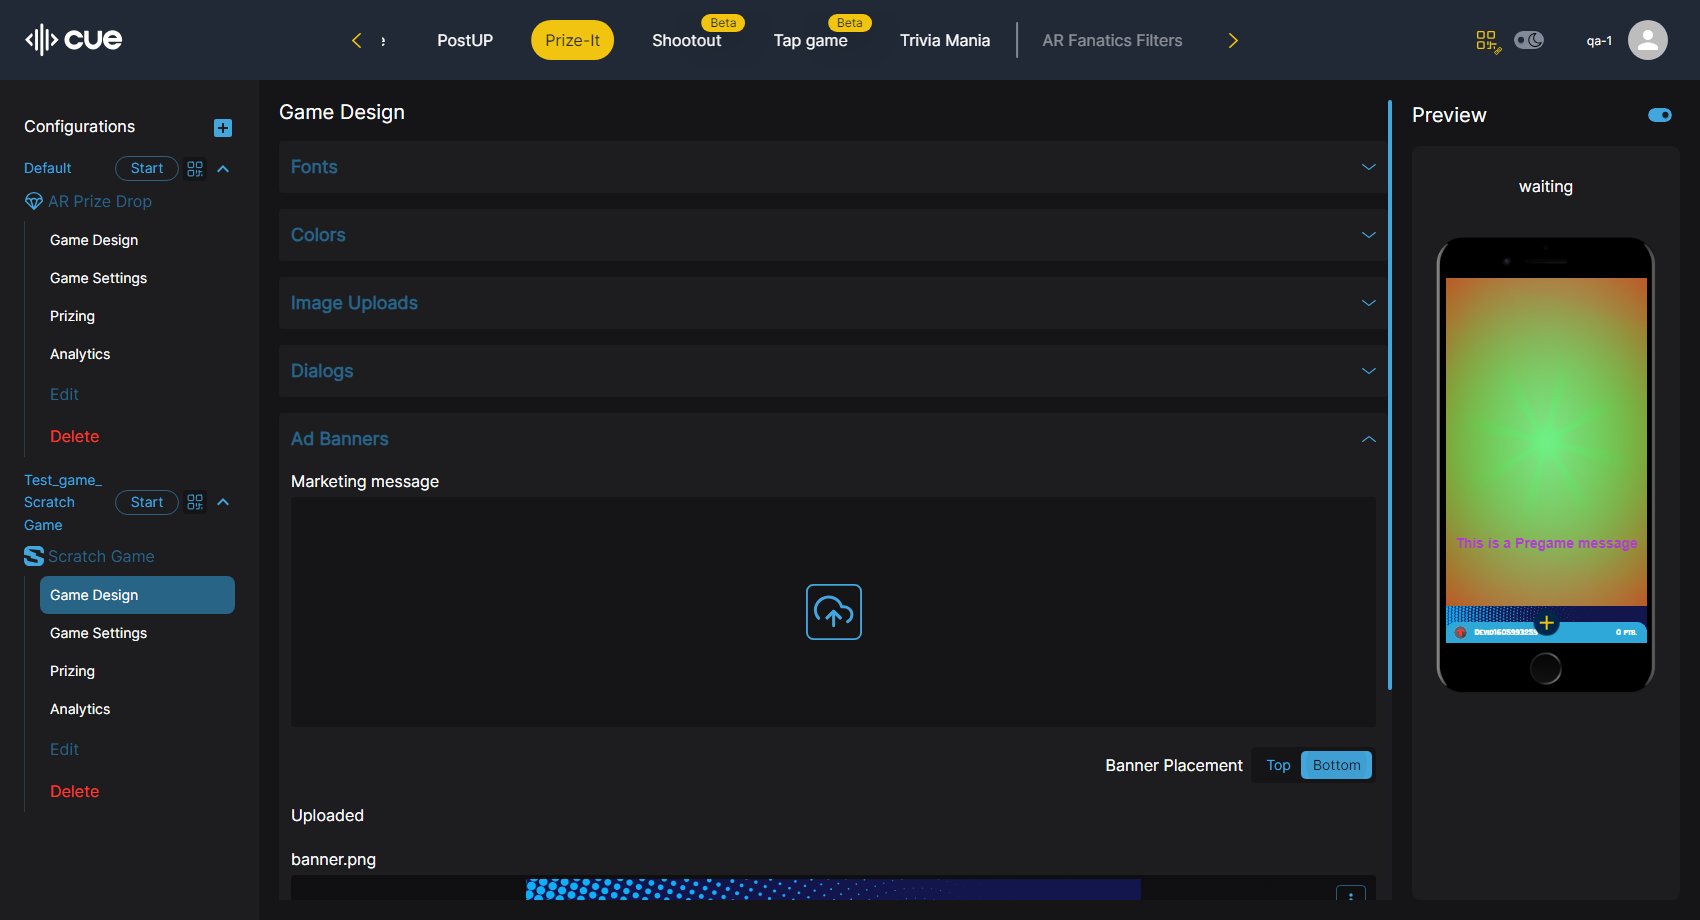 cue
PostUP
Prize-It
Shootout
Beta
Tap game
Beta
Trivia Mania
AR Fanatics Filters
qa-1
Configurations
Default
Start
AR Prize Drop
Game Design
Game Settings
Prizing
Analytics
Edit
Delete
Test_game_
Scratch
Game
Start
Scratch Game
Game Design
Game Settings
Prizing
Analytics
Edit
Delete
Game Design
Fonts
Colors
Image Uploads
Dialogs
Ad Banners
Marketing message
Banner Placement
Top
Bottom
Uploaded
banner.png
Preview
waiting
This is a Pregame message
0 PTS.